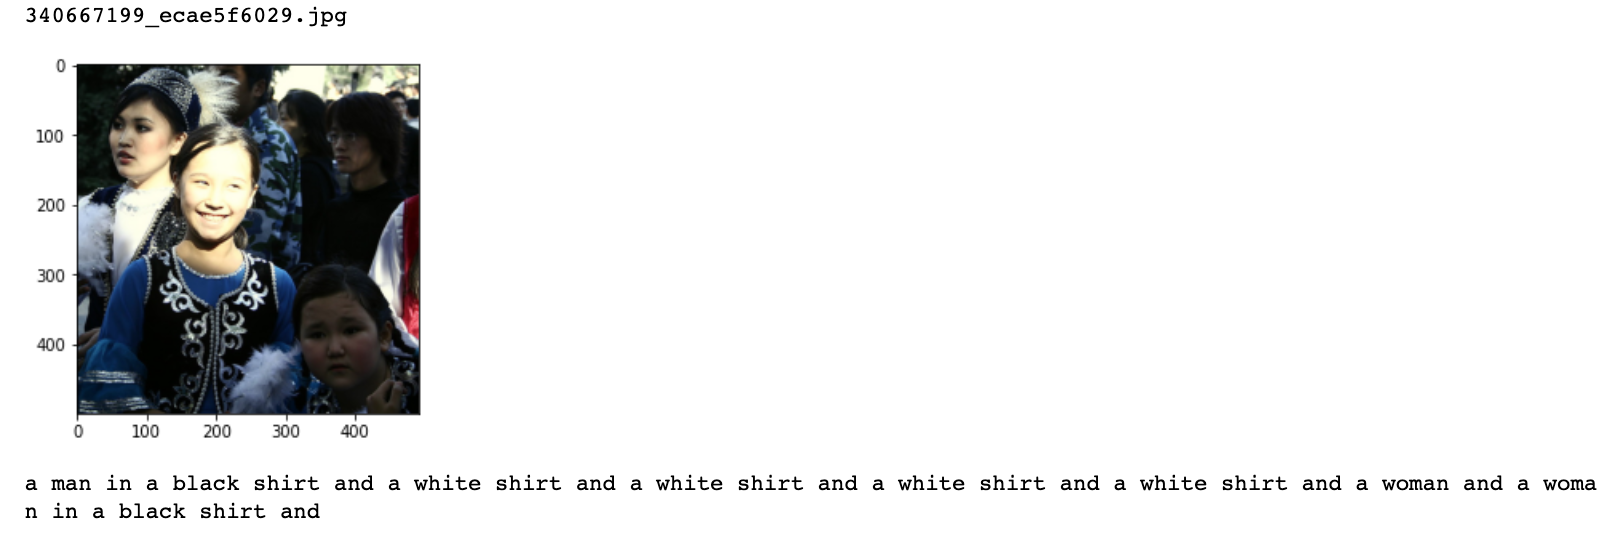 340667199_ecae5f6029.jpg
0
100
200
300
400
0 100 200 300 400
a man in a black shirt and a white shirt and a white shirt and a white shirt and a white shirt and a woman and a woma
n in a black shirt and